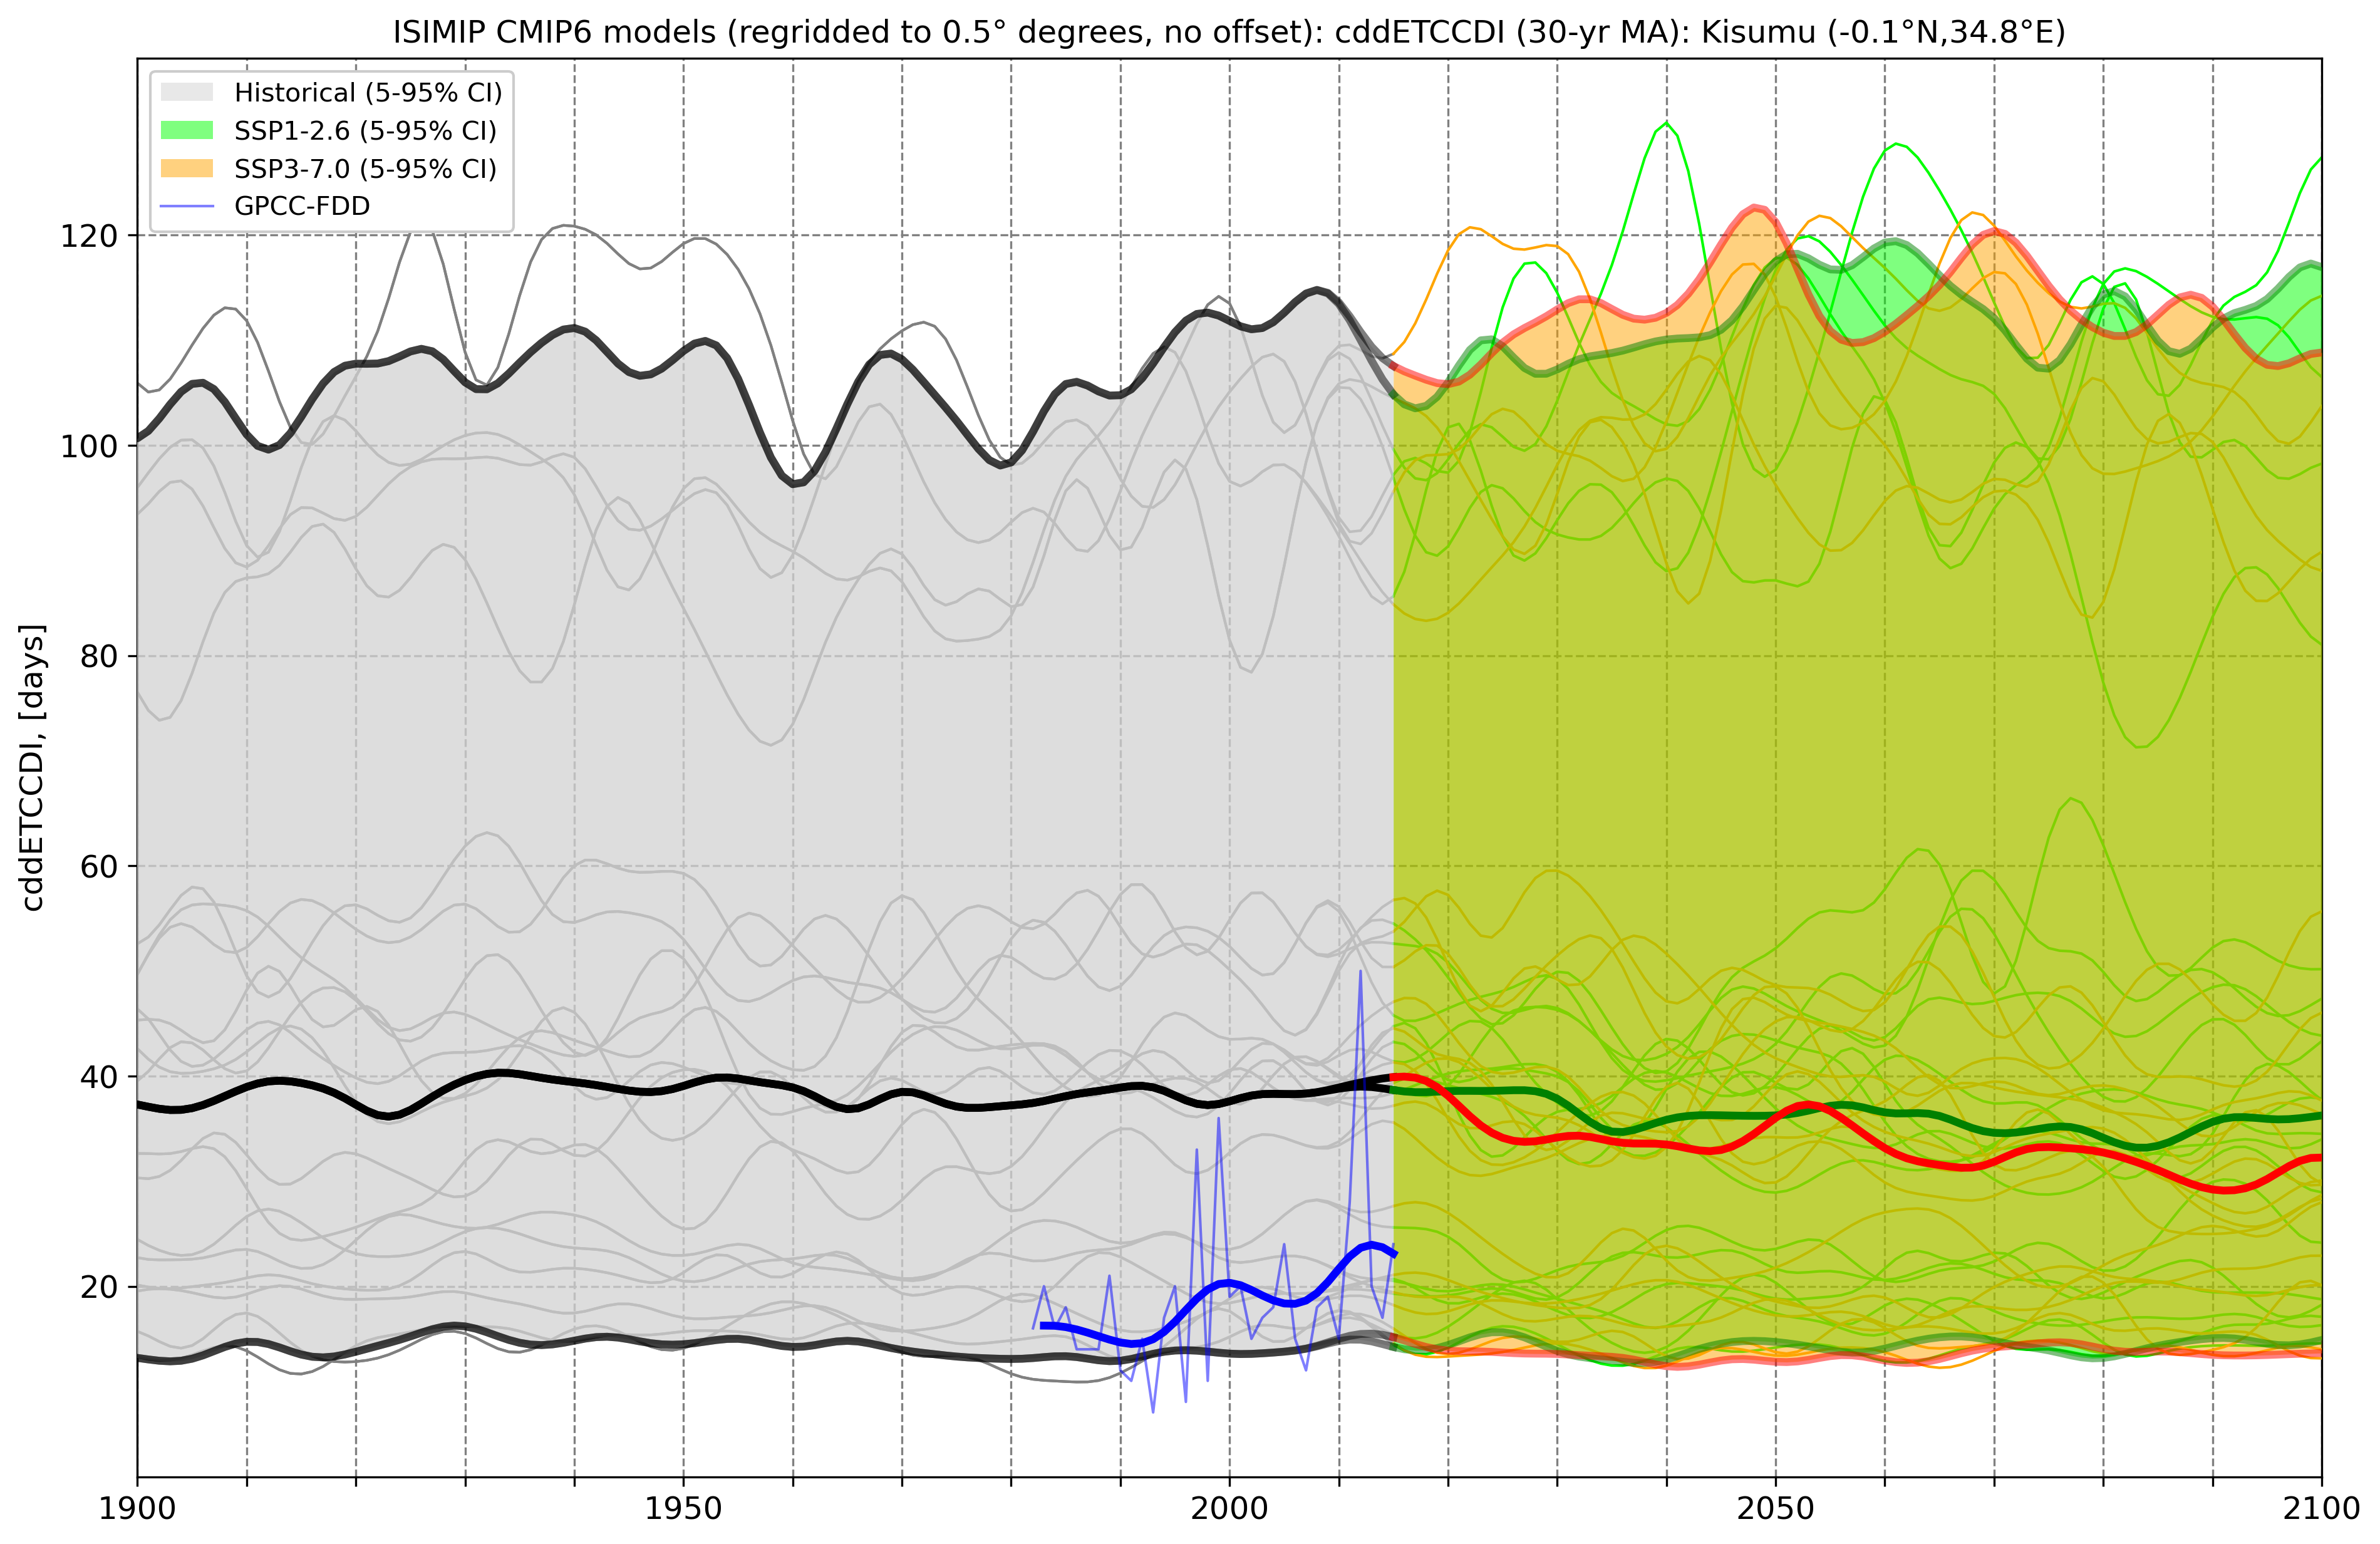 ISIMIP CMIP6 models (regridded to 0.5° degrees, no offset): cddETCCDI (30-yr MA): Kisumu (-0.1°N,34.8°E)
Historical (5-95% CI)
SSP1-2.6 (5-95% CI)
SSP3-7.0 (5-95% CI)
GPCC-FDD
cddETCCDI, [days]
120
100
80
60
40
20
1900
1950
2000
2050
2100